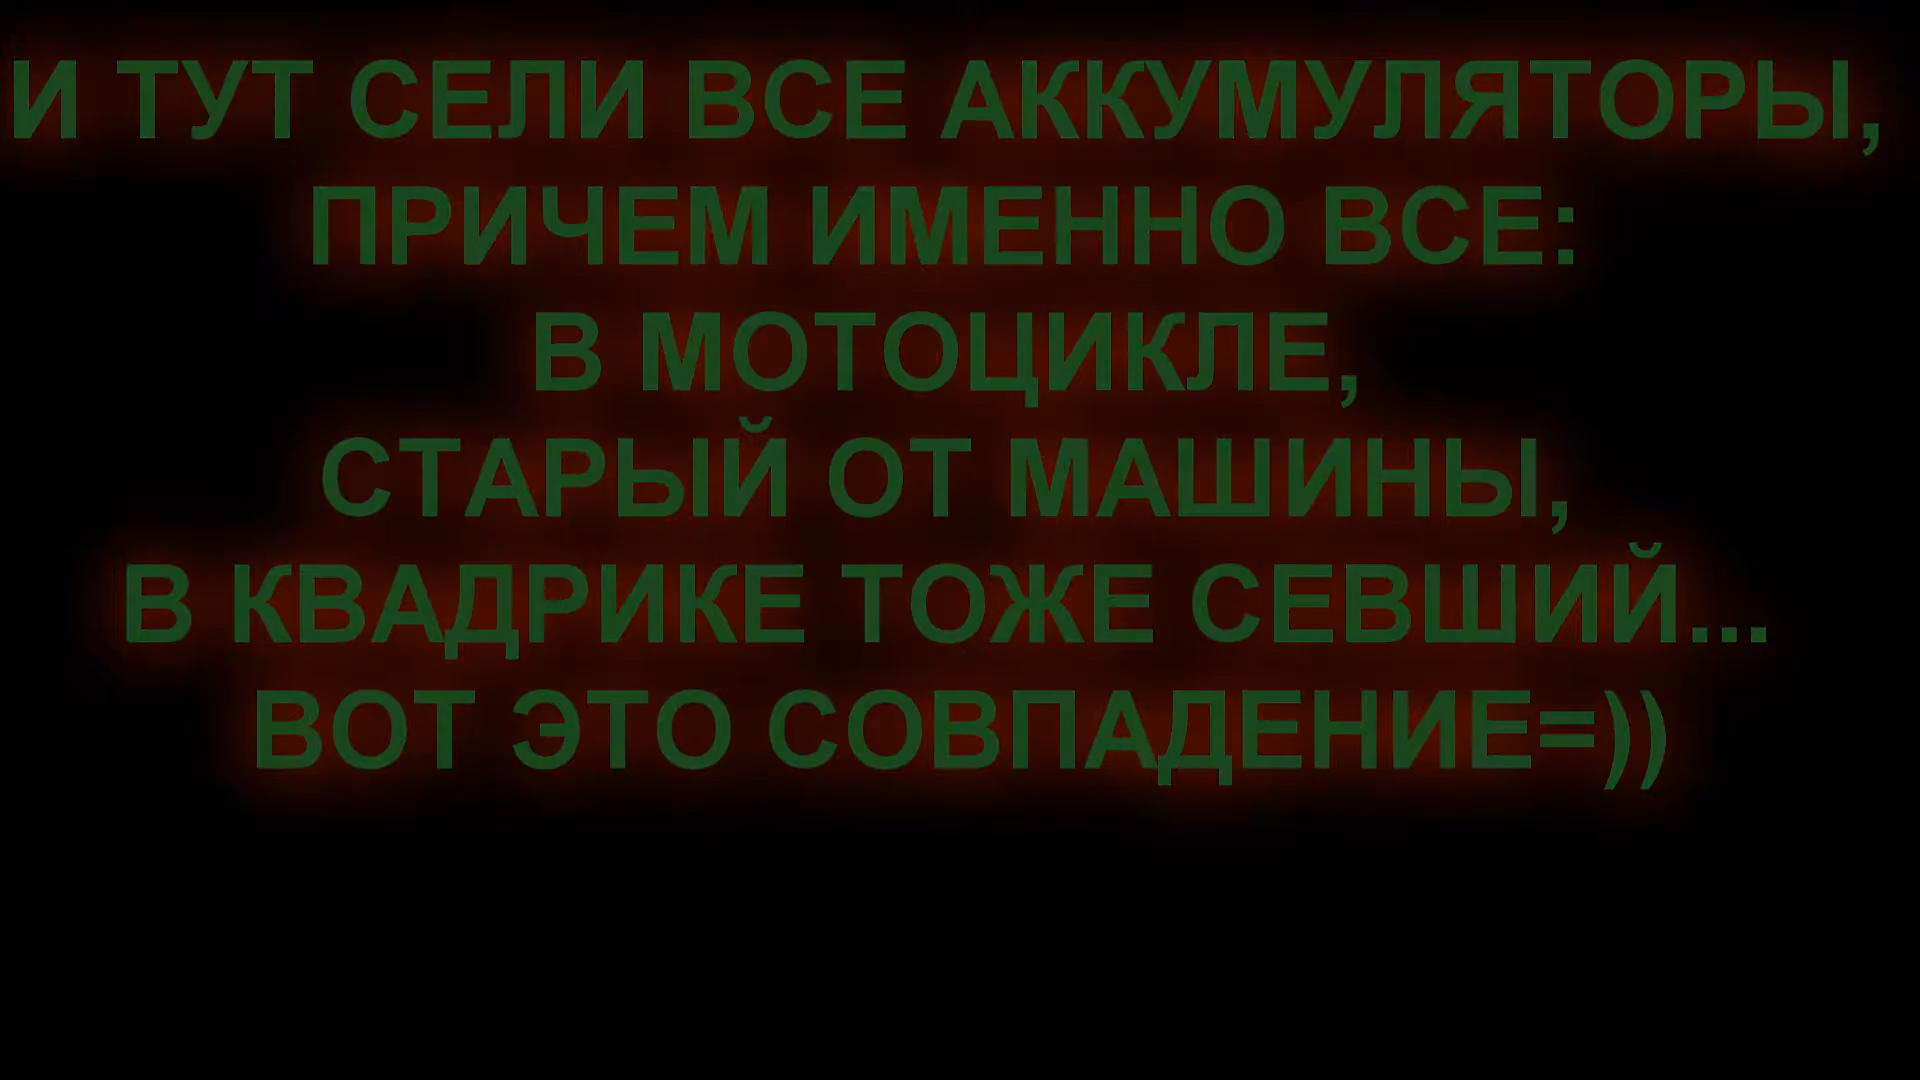 И ТУТ СЕЛИ ВСЕ АККУМУЛЯТОРЫ,
ПРИЧЕМ ИМЕННО ВСЕ:
В МОТОЦИКЛЕ,
СТАРЫЙ ОТ МАШИНЫ,
В КВАДРИКЕ ТОЖЕ СЕВШИЙ...
ВОТ ЭТО СОВПАДЕНИЕ=))